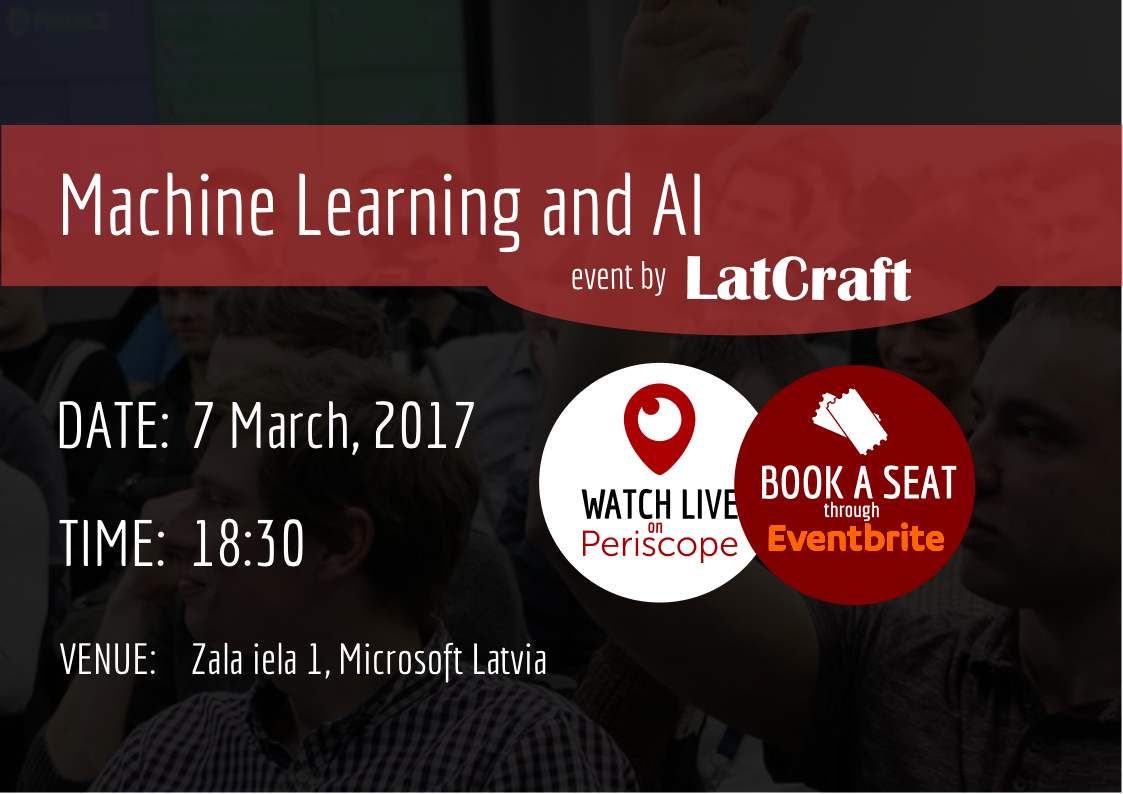 FINANCE
Machine Learning and AI
event by LatCraft
DATE: 7 March, 2017
TIME: 18:30
VENUE: Zala iela 1, Microsoft Latvia
WATCH LIVE
on
Periscope
BOOK A SEAT
through
Eventbrite